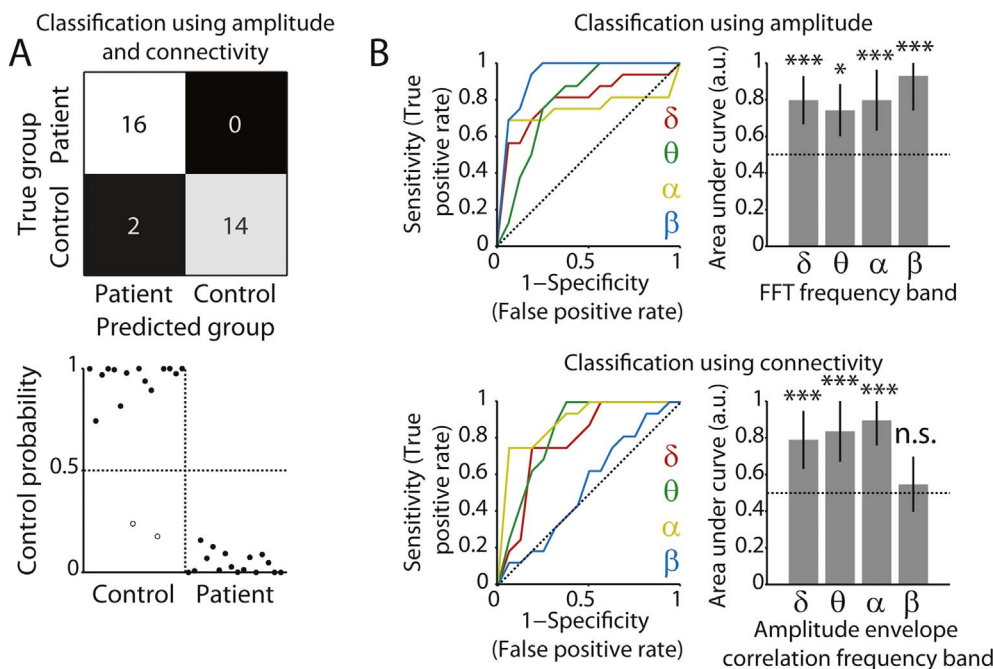 A
Classification using amplitude
and connectivity
True group
Patient
Control
16
0
2
14
Patient
Control
Predicted group
Control probability
1
0.5
0
Control
Patient
B
Classification using amplitude
Sensitivity (True
positive rate)
1
0.8
0.6
0.4
0.2
0
0.5
1
δ
θ
α
β
1−Specificity
(False positive rate)
Area under curve (a.u.)
1
0.8
0.6
0.4
0.2
0
***
*
***
***
δ
θ
α
β
FFT frequency band
Classification using connectivity
Sensitivity (True
positive rate)
1
0.8
0.6
0.4
0.2
0
0.5
1
δ
θ
α
β
1−Specificity
(False positive rate)
Area under curve (a.u.)
1
0.8
0.6
0.4
0.2
0
***
***
***
n.s.
δ
θ
α
β
Amplitude envelope
correlation frequency band